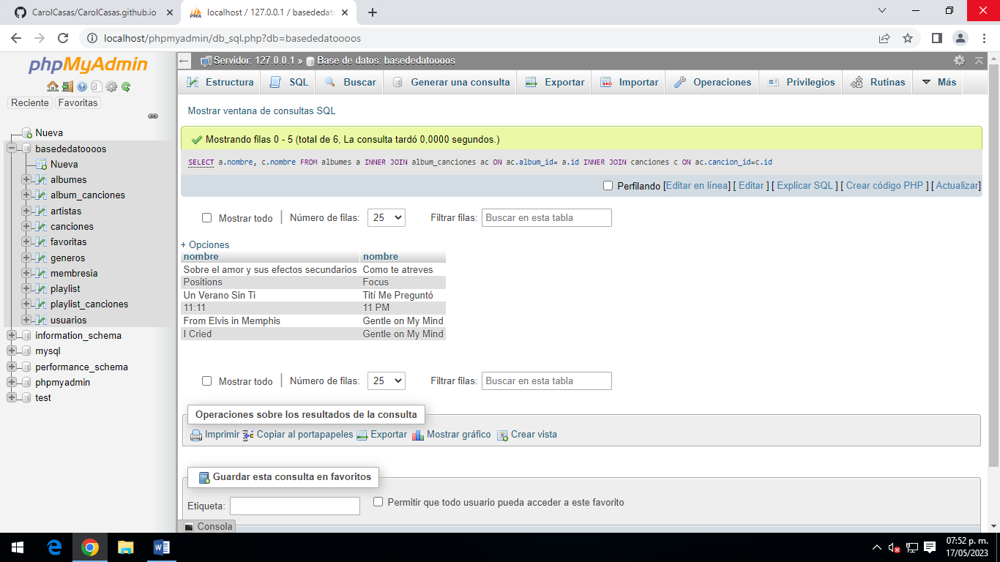 CarolCasas/CarolCasas.github.io
localhost / 127.0.0.1 / basededato
localhost/phpmyadmin/db_sql.php?db=basededatoooos
phpMyAdmin
Reciente Favoritas
Nueva
basededatoooos
Nueva
albumes
album_canciones
artistas
canciones
favoritas
generos
membresia
playlist
playlist_canciones
usuarios
information_schema
mysql
performance_schema
phpmyadmin
test
Servidor: 127.0.0.1 » Base de datos: basededatoooos
Estructura SQL Buscar Generar una consulta Exportar Importar Operaciones Privilegios Rutinas Más
Mostrar ventana de consultas SQL
Mostrando filas 0 - 5 (total de 6, La consulta tardó 0,0000 segundos.)
SELECT a.nombre, c.nombre FROM albumes a INNER JOIN album_canciones ac ON ac.album_id= a.id INNER JOIN canciones c ON ac.cancion_id=c.id
Perfilando [Editar en línea] [ Editar ] [ Explicar SQL ] [ Crear código PHP ] [ Actualizar]
Mostrar todo | Número de filas: 25 Filtrar filas: Buscar en esta tabla
+ Opciones
nombre nombre
Sobre el amor y sus efectos secundarios Como te atreves
Positions Focus
Un Verano Sin Ti Tití Me Preguntó
11:11 11 PM
From Elvis in Memphis Gentle on My Mind
I Cried Gentle on My Mind
Mostrar todo | Número de filas: 25 Filtrar filas: Buscar en esta tabla
Operaciones sobre los resultados de la consulta
Imprimir Copiar al portapapeles Exportar Mostrar gráfico Crear vista
Guardar esta consulta en favoritos
Etiqueta: Permitir que todo usuario pueda acceder a este favorito
Consola
07:52 p. m.
17/05/2023